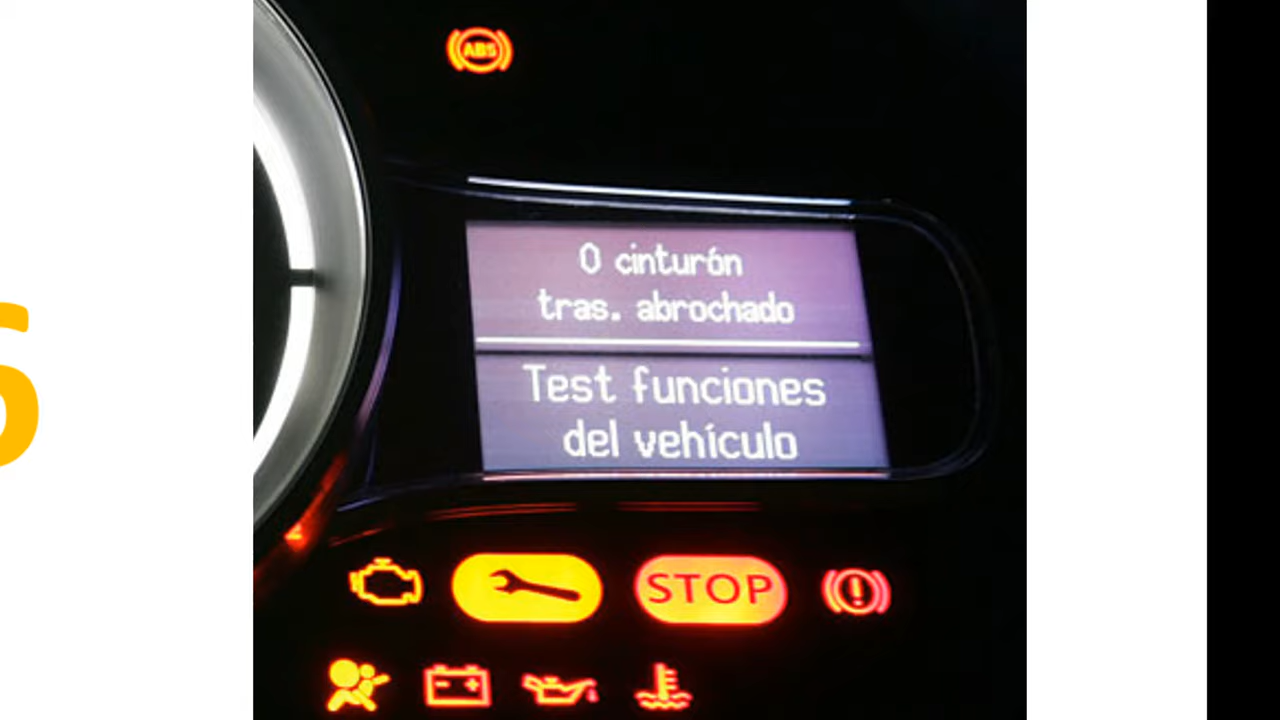 ABS
0 cinturón
tras. abrochado
Test funciones
del vehículo
STOP